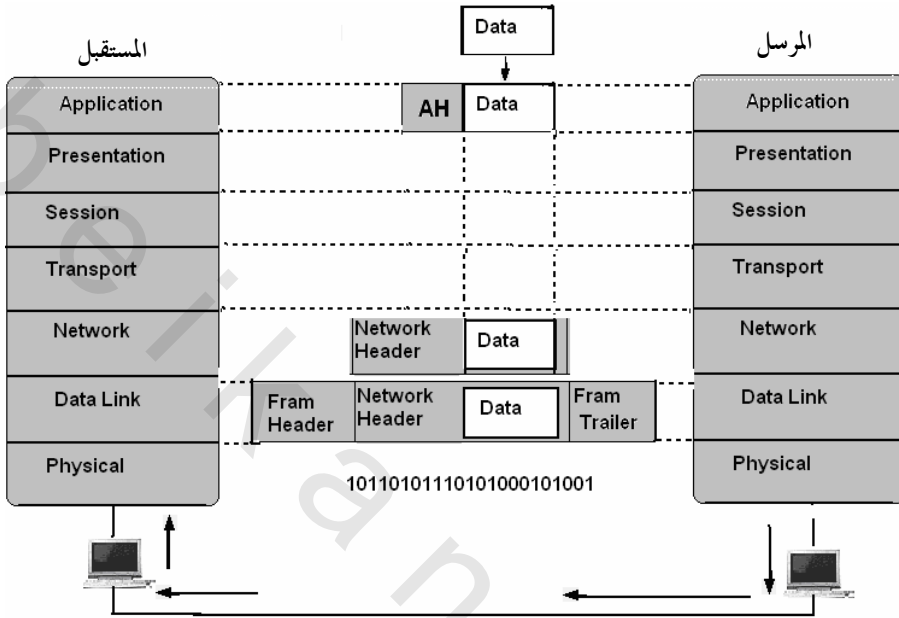 Data
المستقبل
المرسل
Application
AH
Data
Application
Presentation
Presentation
Session
Session
Transport
Transport
Network
Network
Header
Data
Network
Data Link
Fram
Header
Network
Header
Data
Fram
Trailer
Data Link
Physical
Physical
10110101110101000101001
b e i k a n